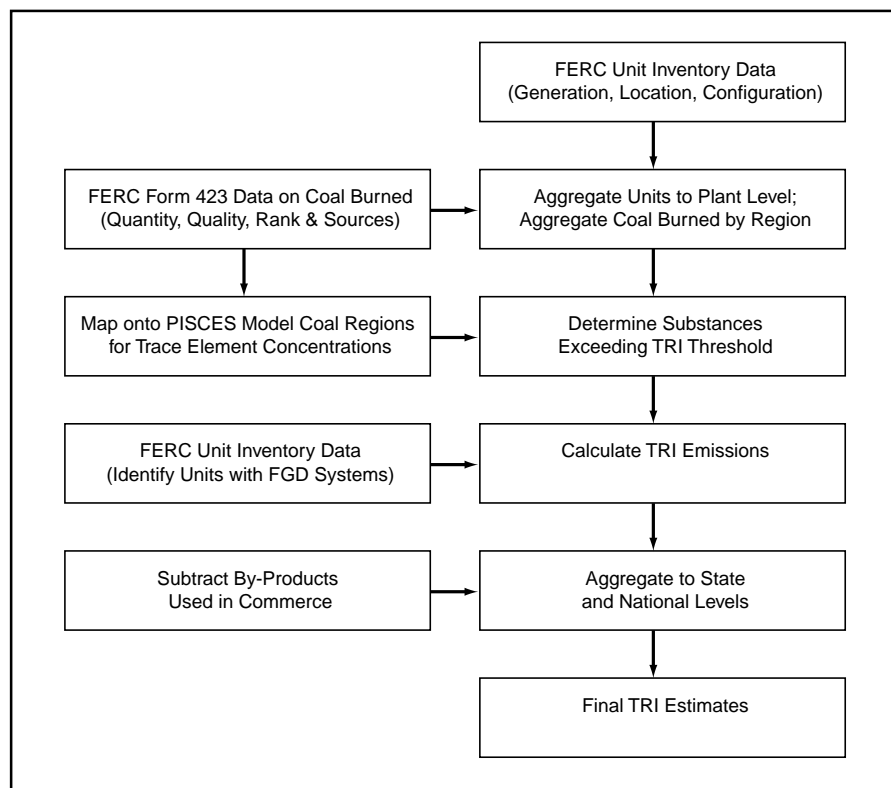 FERC Unit Inventory Data
(Generation, Location, Configuration)
FERC Form 423 Data on Coal Burned
(Quantity, Quality, Rank & Sources)
Aggregate Units to Plant Level;
Aggregate Coal Burned by Region
Map onto PISCES Model Coal Regions
for Trace Element Concentrations
Determine Substances
Exceeding TRI Threshold
FERC Unit Inventory Data
(Identify Units with FGD Systems)
Calculate TRI Emissions
Subtract By-Products
Used in Commerce
Aggregate to State
and National Levels
Final TRI Estimates